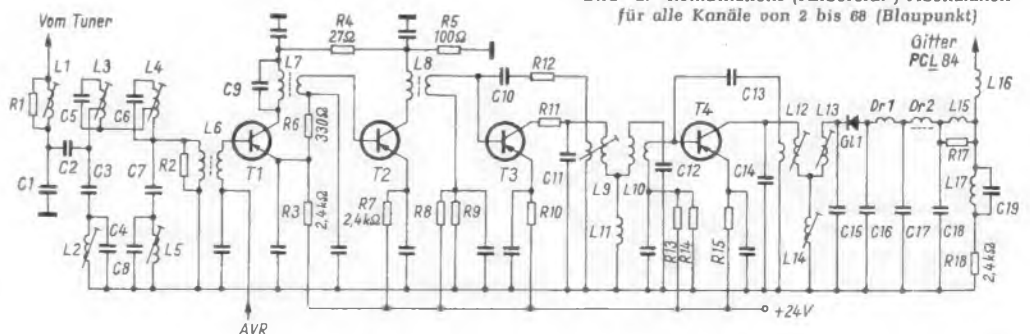 für alle Kanäle von 2 bis 68 (Blaupunkt)
Vom Tuner
Gitter
PCL 84
R4
27Ω
R5
100Ω
L1
L3
L4
L7
L8
L16
R1
C5
C6
C9
C10
R12
C13
L12
L13
Dr1
Dr2
L15
L6
R6
330Ω
R11
T4
GL1
R17
C2
C3
C7
R2
T1
T2
T3
C11
L9
L10
C12
C14
L17
C19
C1
L2
C4
C8
L5
R3
2,4kΩ
R7
2,4kΩ
R8
R9
R10
L11
R13
R14
R15
L14
C15
C16
C17
C18
R18
2,4kΩ
AVR
+24V